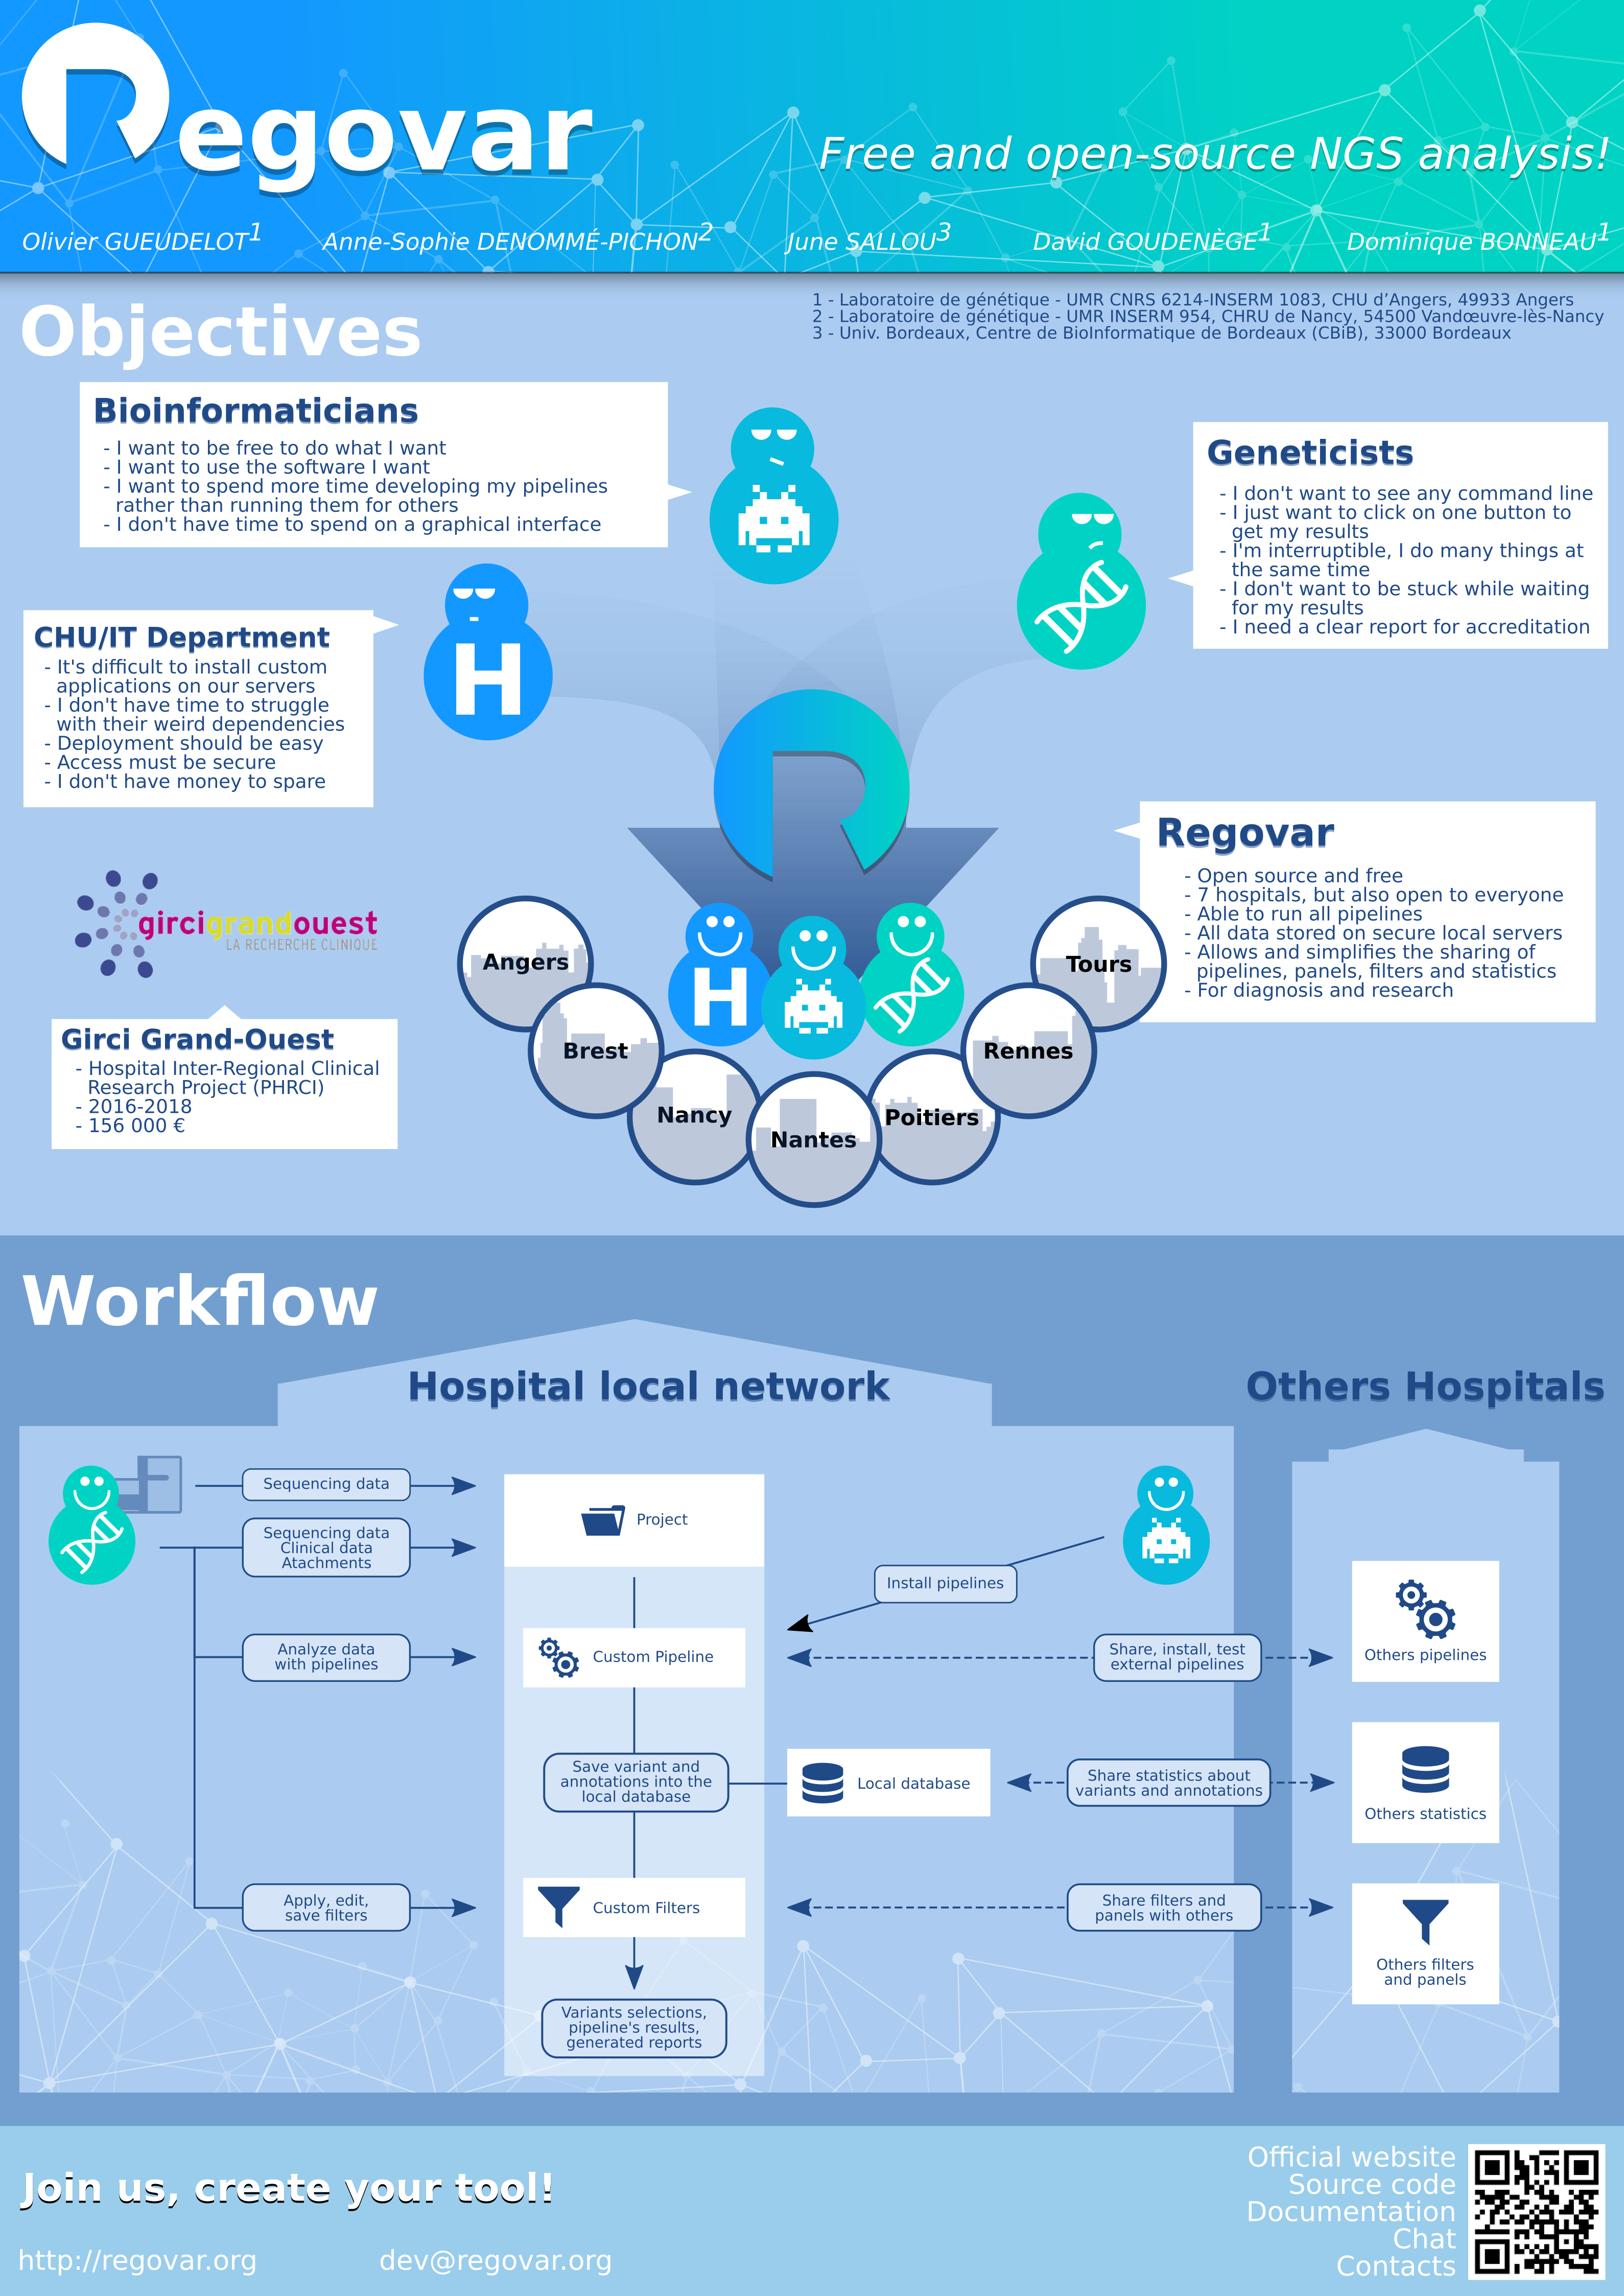 Regovar
Free and open-source NGS analysis!
Olivier GUEUDELOT1 Anne-Sophie DENOMMÉ-PICHON2 June SALLOU3 David GOUDENÈGE1 Dominique BONNEAU1
1 - Laboratoire de génétique - UMR CNRS 6214-INSERM 1083, CHU d’Angers, 49933 Angers
2 - Laboratoire de génétique - UMR INSERM 954, CHRU de Nancy, 54500 Vandœuvre-lès-Nancy
3 - Univ. Bordeaux, Centre de BioInformatique de Bordeaux (CBiB), 33000 Bordeaux
Objectives
Bioinformaticians
- I want to be free to do what I want
- I want to use the software I want
- I want to spend more time developing my pipelines
rather than running them for others
- I don't have time to spend on a graphical interface
Geneticists
- I don't want to see any command line
- I just want to click on one button to
get my results
- I'm interruptible, I do many things at
the same time
- I don't want to be stuck while waiting
for my results
- I need a clear report for accreditation
CHU/IT Department
- It's difficult to install custom
applications on our servers
- I don't have time to struggle
with their weird dependencies
- Deployment should be easy
- Access must be secure
- I don't have money to spare
H
R
Regovar
- Open source and free
- 7 hospitals, but also open to everyone
- Able to run all pipelines
- All data stored on secure local servers
- Allows and simplifies the sharing of
pipelines, panels, filters and statistics
- For diagnosis and research
gircigrandouest
LA RECHERCHE CLINIQUE
Girci Grand-Ouest
- Hospital Inter-Regional Clinical
Research Project (PHRCI)
- 2016-2018
- 156 000 €
H
Angers
Brest
Nancy
Nantes
Poitiers
Rennes
Tours
Workflow
Hospital local network
Others Hospitals
Sequencing data
Sequencing data
Clinical data
Atachments
Project
Install pipelines
Analyze data
with pipelines
Custom Pipeline
Share, install, test
external pipelines
Others pipelines
Save variant and
annotations into the
local database
Local database
Share statistics about
variants and annotations
Others statistics
Apply, edit,
save filters
Custom Filters
Share filters and
panels with others
Others filters
and panels
Variants selections,
pipeline's results,
generated reports
Join us, create your tool!
http://regovar.org
dev@regovar.org
Official website
Source code
Documentation
Chat
Contacts